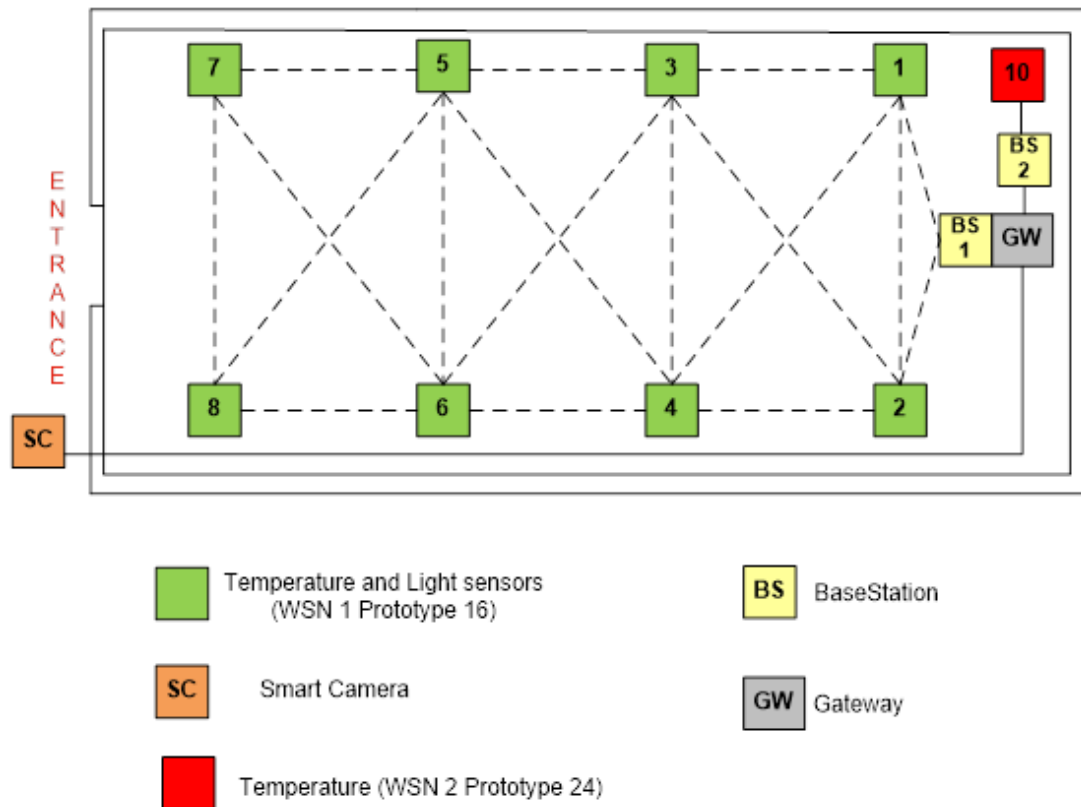 7
5
3
1
10
BS
2
BS
1
GW
ENTRANCE
8
6
4
2
SC
Temperature and Light sensors
(WSN 1 Prototype 16)
BS
BaseStation
SC
Smart Camera
GW
Gateway
Temperature (WSN 2 Prototype 24)